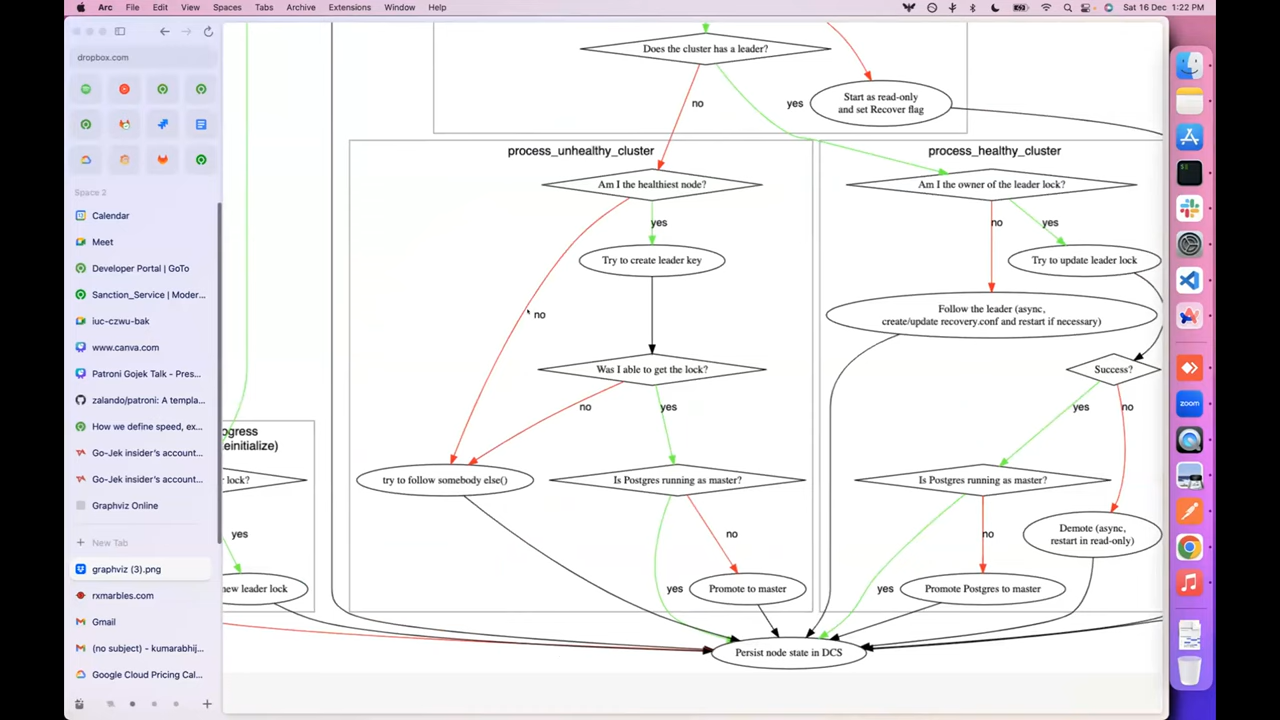 Arc File Edit View Spaces Tabs Archive Extensions Window Help
Sat 16 Dec 1:22 PM
dropbox.com
Space 2
Calendar
Meet
Developer Portal | GoTo
Sanction_Service | Moder...
iuc-czwu-bak
www.canva.com
Patroni Gojek Talk - Pres...
zalando/patroni: A templa...
How we define speed, ex...
Go-Jek insider's account...
Go-Jek insider's account...
Graphviz Online
New Tab
graphviz (3).png
rxmarbles.com
Gmail
(no subject) - kumarabhij...
Google Cloud Pricing Cal...
Does the cluster has a leader?
no
yes
Start as read-only
and set Recover flag
process_unhealthy_cluster
Am I the healthiest node?
yes
Try to create leader key
no
Was I able to get the lock?
no
yes
try to follow somebody else()
Is Postgres running as master?
no
yes
Promote to master
process_healthy_cluster
Am I the owner of the leader lock?
no
yes
Try to update leader lock
Follow the leader (async,
create/update recovery.conf and restart if necessary)
Success?
yes
no
Is Postgres running as master?
no
Demote (async,
restart in read-only)
yes
Promote Postgres to master
ogress
einitialize)
lock?
yes
new leader lock
Persist node state in DCS
zoom